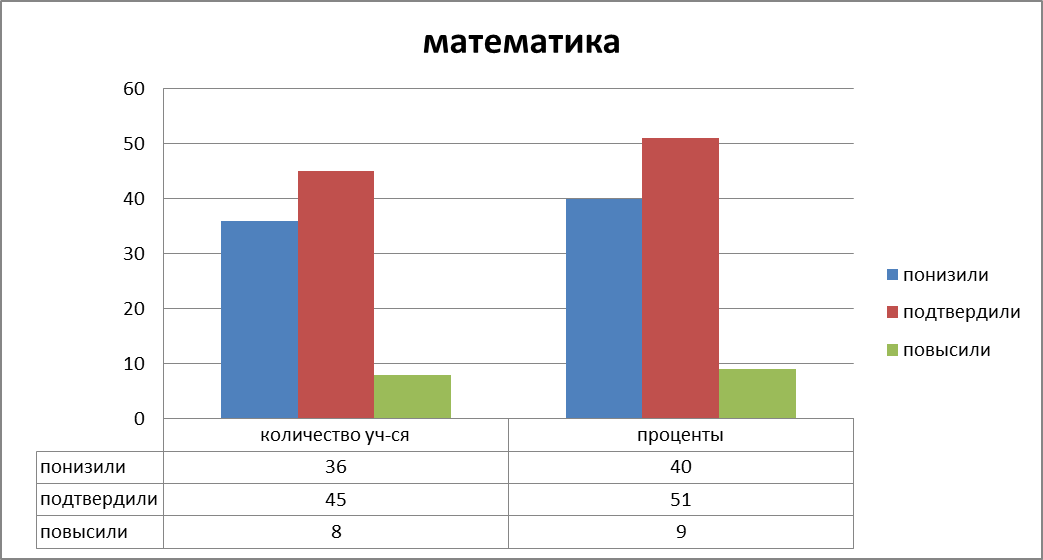 математика
60
50
40
30
20
10
0
понизили
подтвердили
повысили
количество уч-ся проценты
понизили 36 40
подтвердили 45 51
повысили 8 9